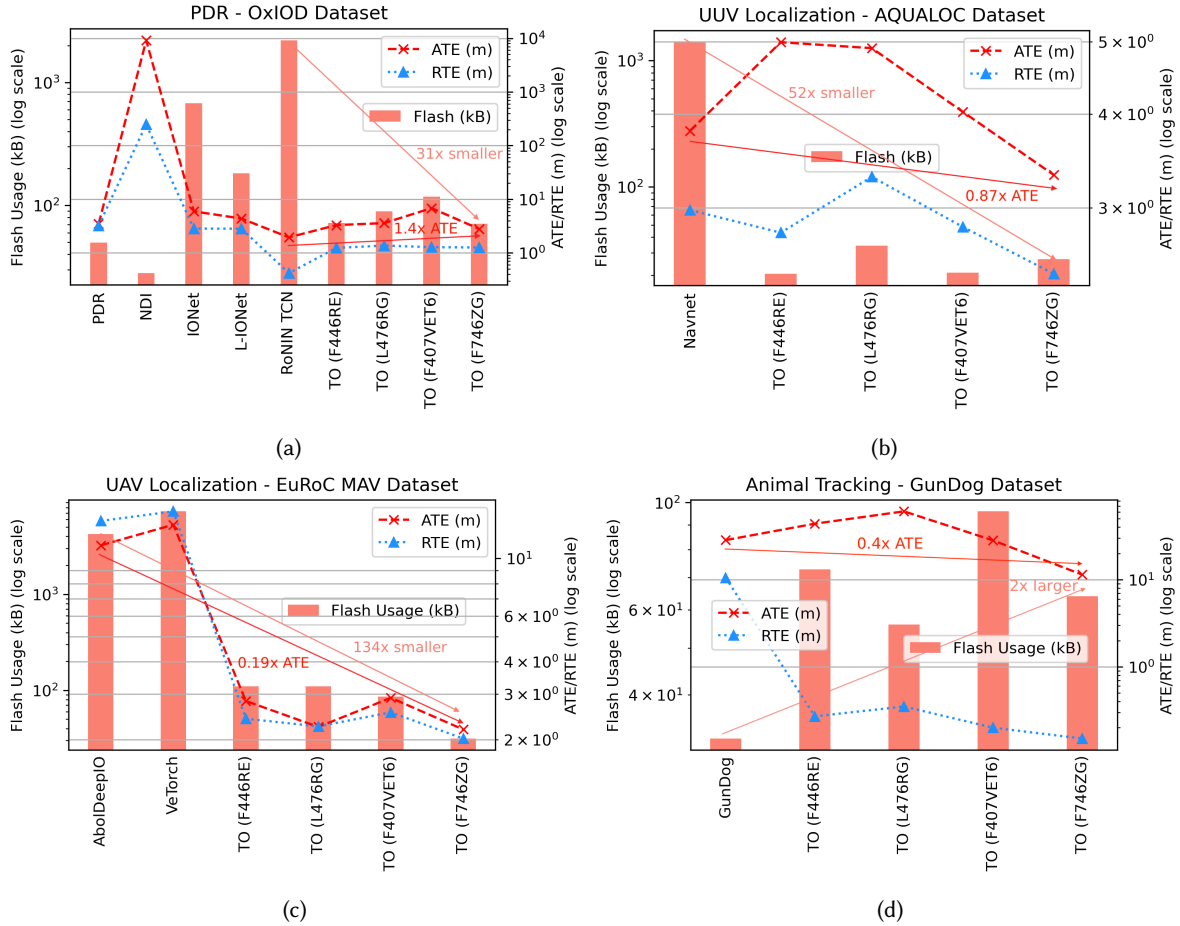 PDR - OxIOD Dataset
Flash Usage (kB) (log scale)
10³
10²
ATE (m)
RTE (m)
Flash (kB)
31x smaller
1.4x ATE
10⁴
10³
10²
10¹
10⁰
ATE/RTE (m) (log scale)
PDR
NDI
IONet
L-IONet
RoNIN TCN
TO (F446RE)
TO (L476RG)
TO (F407VET6)
TO (F746ZG)
(a)
UUV Localization - AQUALOC Dataset
Flash Usage (kB) (log scale)
10³
10²
ATE (m)
RTE (m)
52x smaller
Flash (kB)
0.87x ATE
5 × 10⁰
4 × 10⁰
3 × 10⁰
ATE/RTE (m) (log scale)
Navnet
TO (F446RE)
TO (L476RG)
TO (F407VET6)
TO (F746ZG)
(b)
UAV Localization - EuRoC MAV Dataset
Flash Usage (kB) (log scale)
10³
10²
ATE (m)
RTE (m)
Flash Usage (kB)
134x smaller
0.19x ATE
10¹
6 × 10⁰
4 × 10⁰
3 × 10⁰
2 × 10⁰
ATE/RTE (m) (log scale)
AbolDeepIO
VeTorch
TO (F446RE)
TO (L476RG)
TO (F407VET6)
TO (F746ZG)
(c)
Animal Tracking - GunDog Dataset
Flash Usage (kB) (log scale)
10²
6 × 10¹
4 × 10¹
0.4x ATE
2x larger
ATE (m)
RTE (m)
Flash Usage (kB)
10¹
10⁰
ATE/RTE (m) (log scale)
GunDog
TO (F446RE)
TO (L476RG)
TO (F407VET6)
TO (F746ZG)
(d)